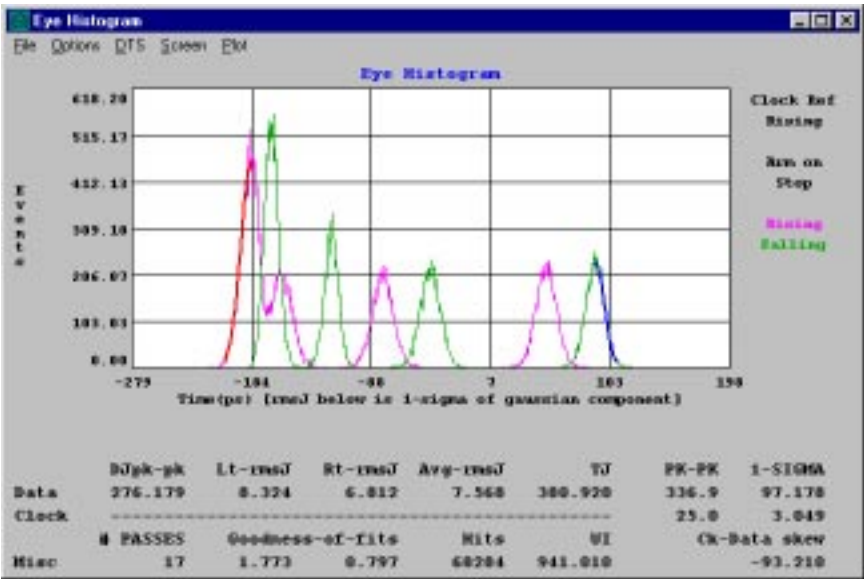 Eye Histogram
File Options DTS Screen Plot
Eye Histogram
618.20
515.17
412.13
309.10
206.07
103.03
0.00
Events
Clock Ref
Rising
Arm on
Stop
Rising
Falling
-279 -184 -88 7 103 198
Time(ps) [rmsJ below is 1-sigma of gaussian component]
DJpk-pk Lt-rmsJ Rt-rmsJ Avg-rmsJ TJ PK-PK 1-SIGMA
Data 276.179 8.324 6.812 7.568 380.920 336.9 97.178
Clock ---------------------------------------- 25.0 3.049
# PASSES Goodness-of-fits Hits UI Ck-Data skew
Misc 17 1.773 0.797 60204 941.010 -93.210